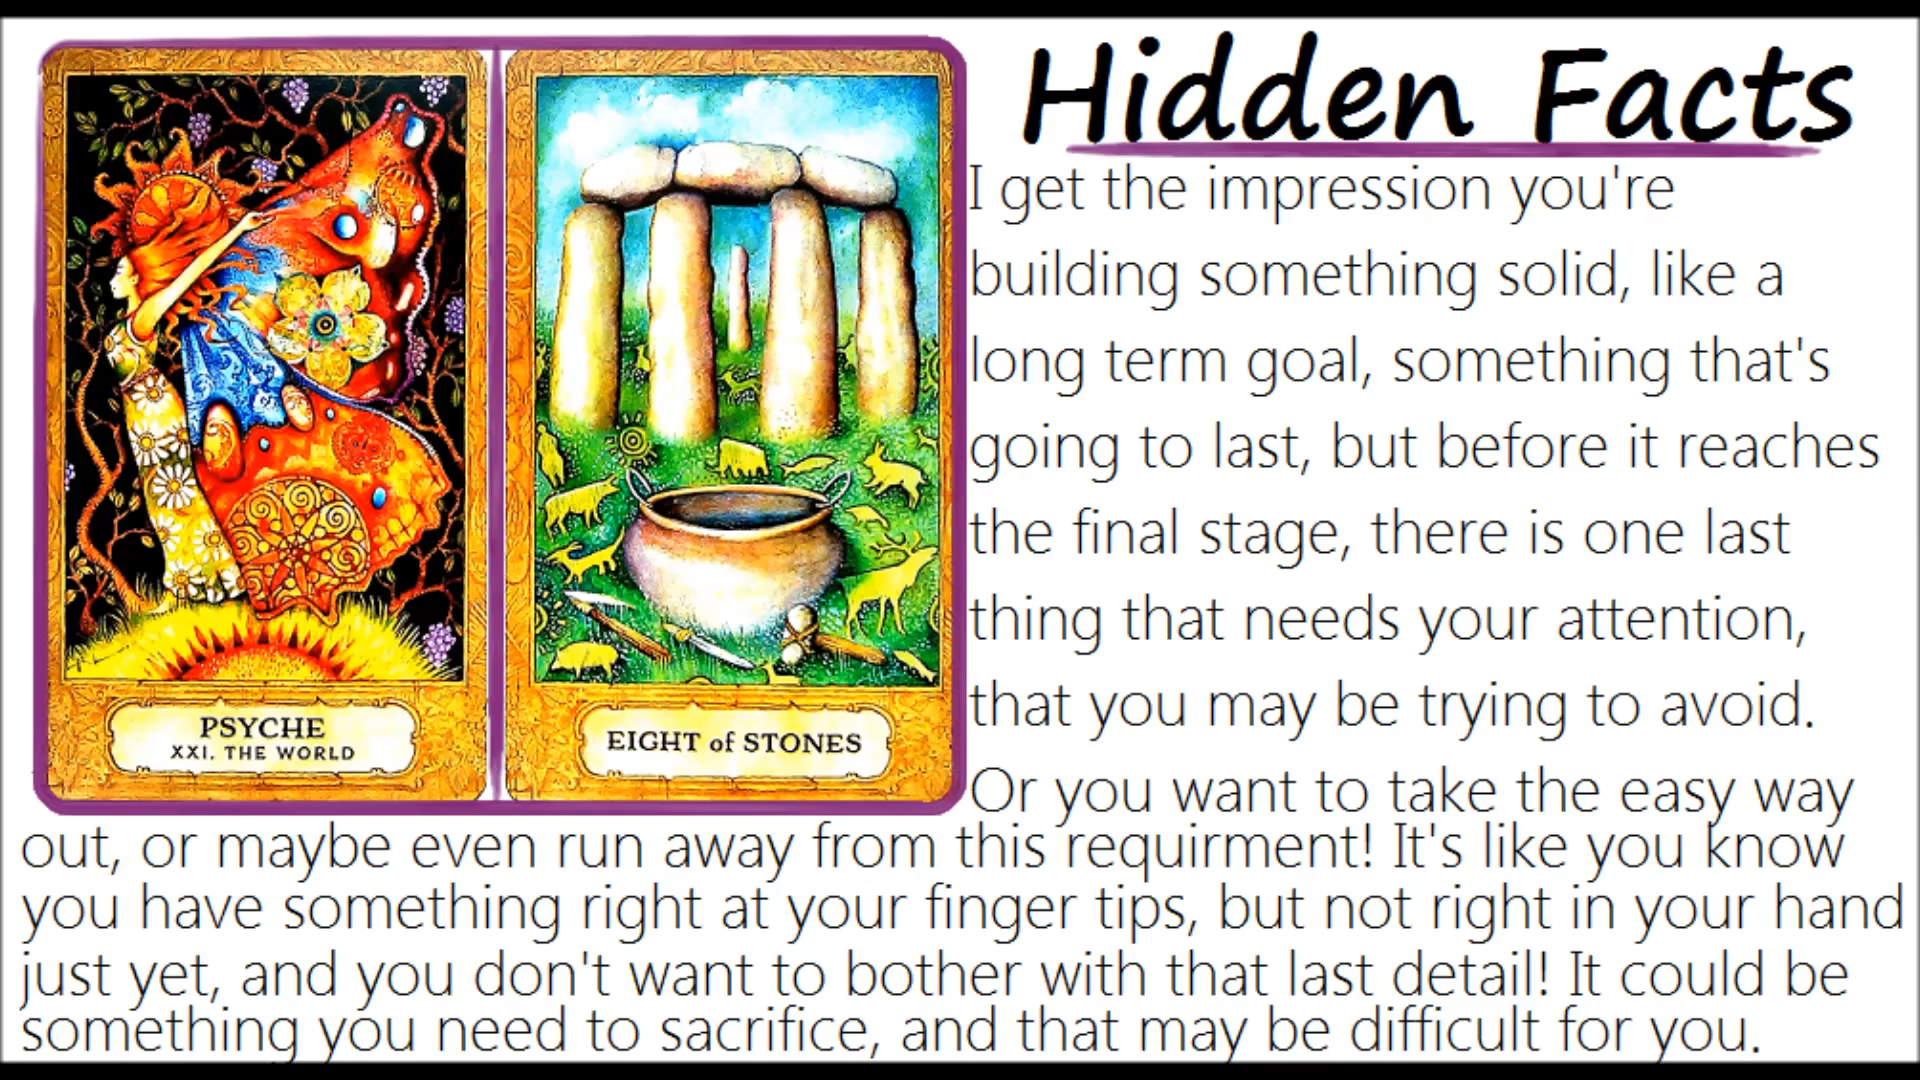 Hidden Facts
I get the impression you're
building something solid, like a
long term goal, something that's
going to last, but before it reaches
the final stage, there is one last
thing that needs your attention,
that you may be trying to avoid.
Or you want to take the easy way
out, or maybe even run away from this requirment! It's like you know
you have something right at your finger tips, but not right in your hand
just yet, and you don't want to bother with that last detail! It could be
something you need to sacrifice, and that may be difficult for you.
PSYCHE
XXI. THE WORLD
EIGHT of STONES